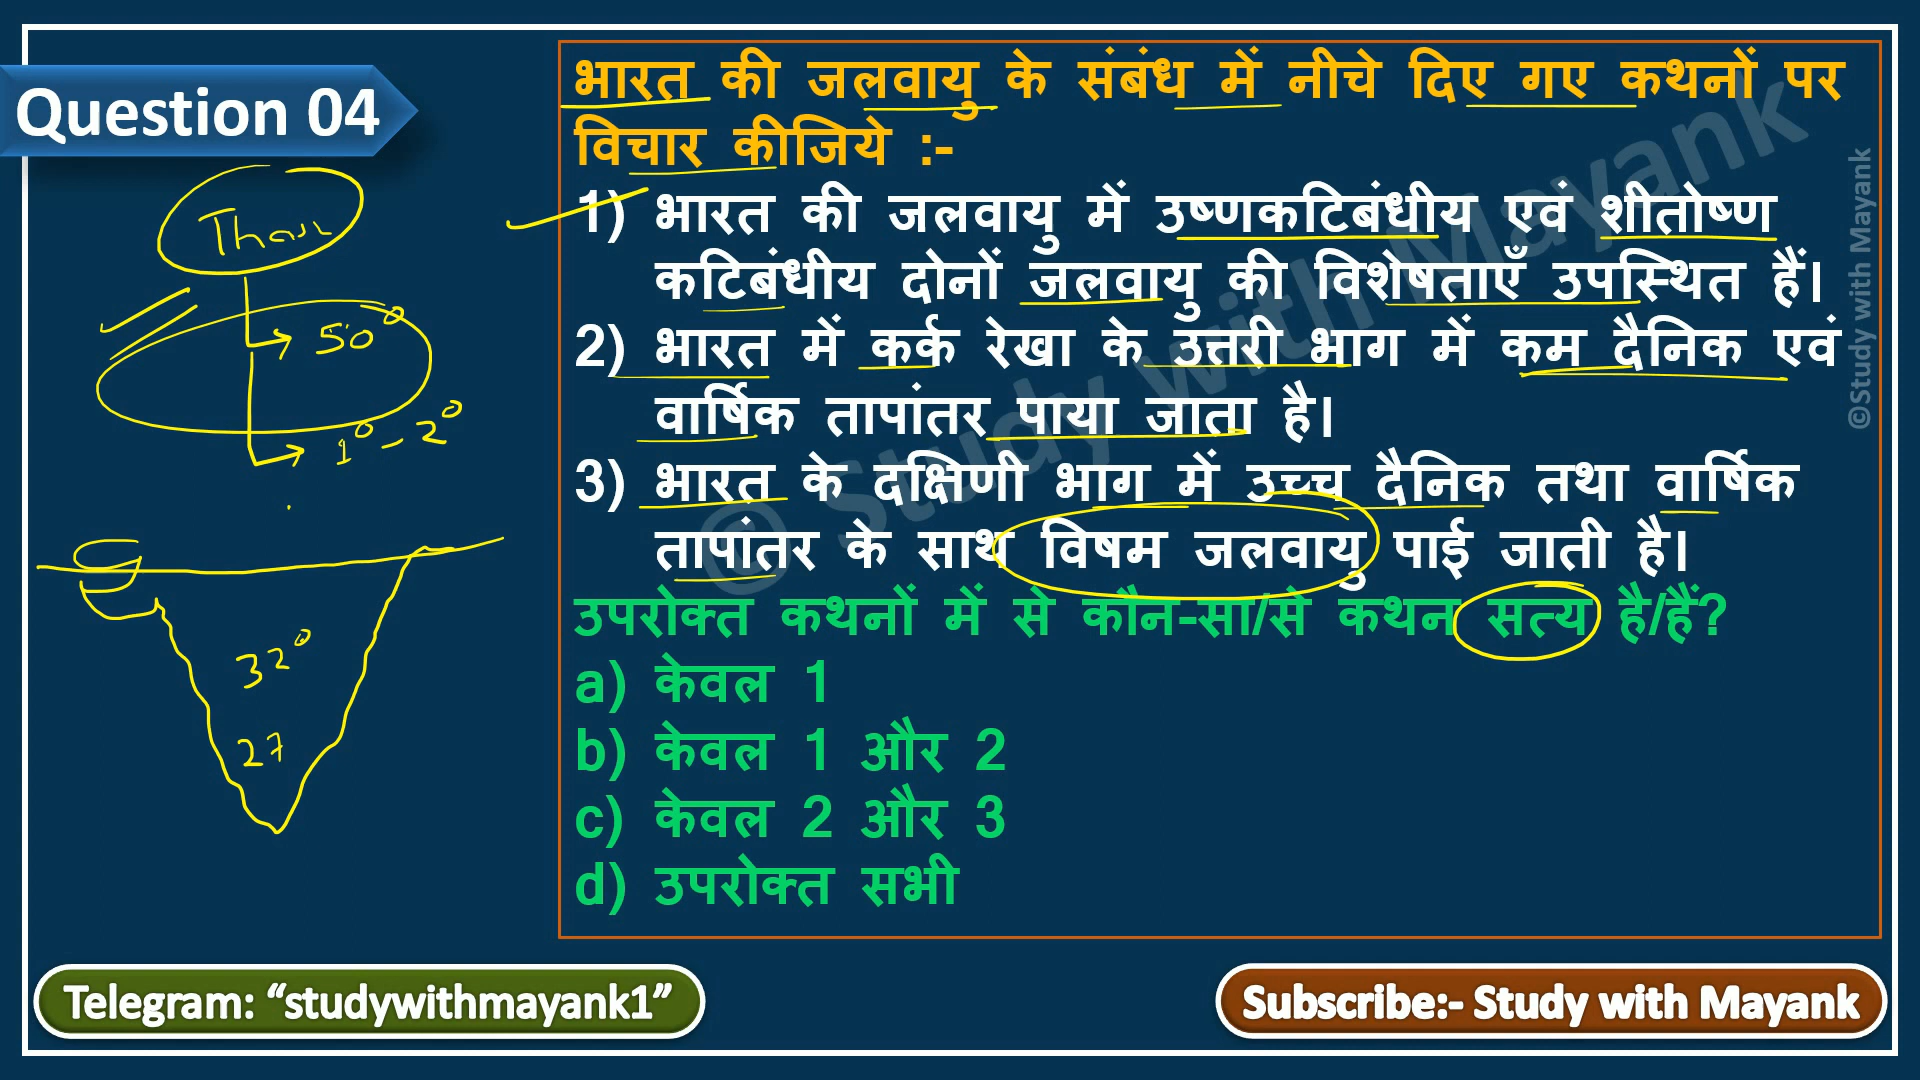 Question 04
भारत की जलवायु के संबंध में नीचे दिए गए कथनों पर
विचार कीजिये :-
1) भारत की जलवायु में उष्णकटिबंधीय एवं शीतोष्ण
कटिबंधीय दोनों जलवायु की विशेषताएँ उपस्थित हैं।
2) भारत में कर्क रेखा के उत्तरी भाग में कम दैनिक एवं
वार्षिक तापांतर पाया जाता है।
3) भारत के दक्षिणी भाग में उच्च दैनिक तथा वार्षिक
तापांतर के साथ विषम जलवायु पाई जाती है।
उपरोक्त कथनों में से कौन-सा/से कथन सत्य है/हैं?
a) केवल 1
b) केवल 1 और 2
c) केवल 2 और 3
d) उपरोक्त सभी
Thar
50°
1° - 2°
32°
27
© Study with Mayank
©Study with Mayank
Telegram: “studywithmayank1”
Subscribe:- Study with Mayank